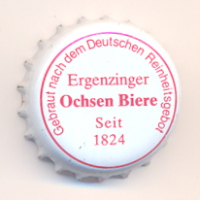 Gebraut nach dem Deutschen Reinheitsgebot
Ergenzinger
Ochsen Biere
Seit
1824